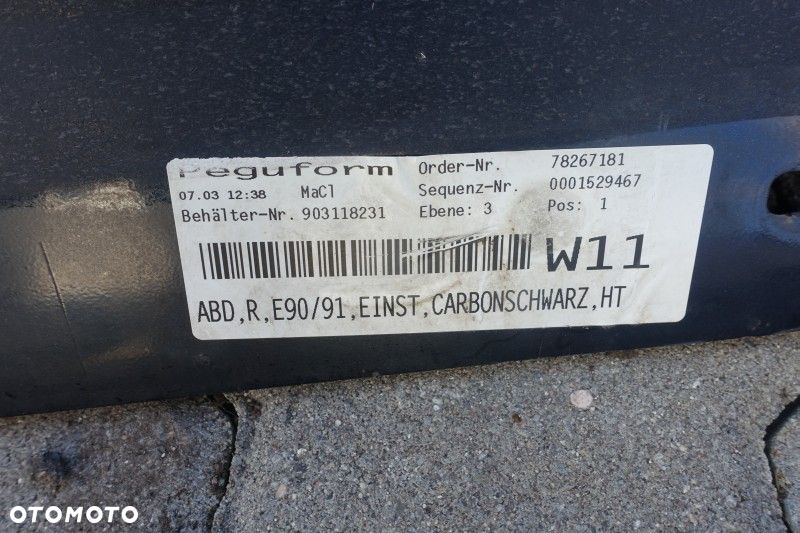 Peguform Order-Nr. 78267181
07.03 12:38 MaCl Sequenz-Nr. 0001529467
Behälter-Nr. 903118231 Ebene: 3 Pos: 1
W11
ABD,R,E90/91,EINST,CARBONSCHWARZ,HT
OTOMOTO